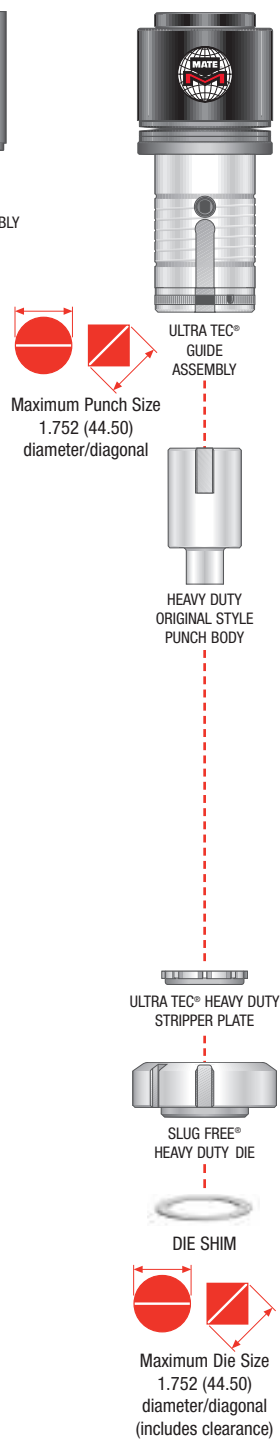 MATE
BLY
ULTRA TEC®
GUIDE
ASSEMBLY
Maximum Punch Size
1.752 (44.50)
diameter/diagonal
HEAVY DUTY
ORIGINAL STYLE
PUNCH BODY
ULTRA TEC® HEAVY DUTY
STRIPPER PLATE
SLUG FREE®
HEAVY DUTY DIE
DIE SHIM
Maximum Die Size
1.752 (44.50)
diameter/diagonal
(includes clearance)